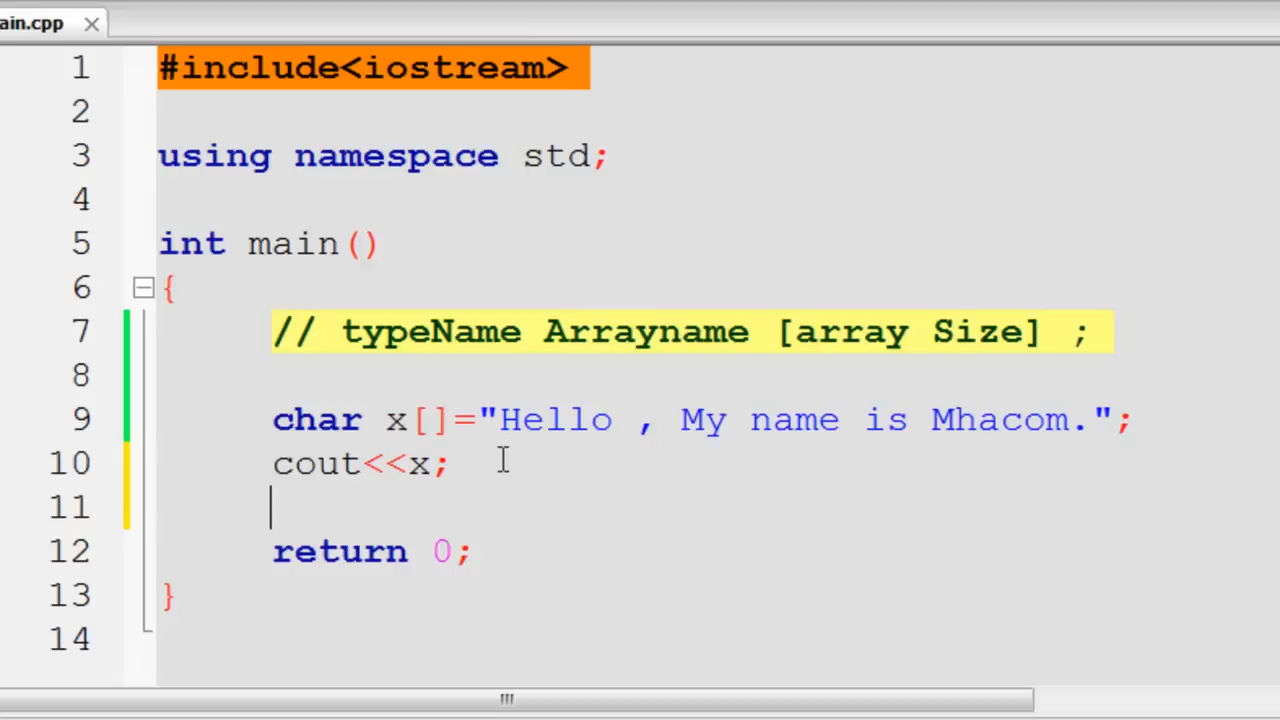 ain.cpp
1 #include<iostream>
2
3 using namespace std;
4
5 int main()
6 {
7 // typeName Arrayname [array Size] ;
8
9 char x[]="Hello , My name is Mhacom.";
10 cout<<x;
11
12 return 0;
13 }
14